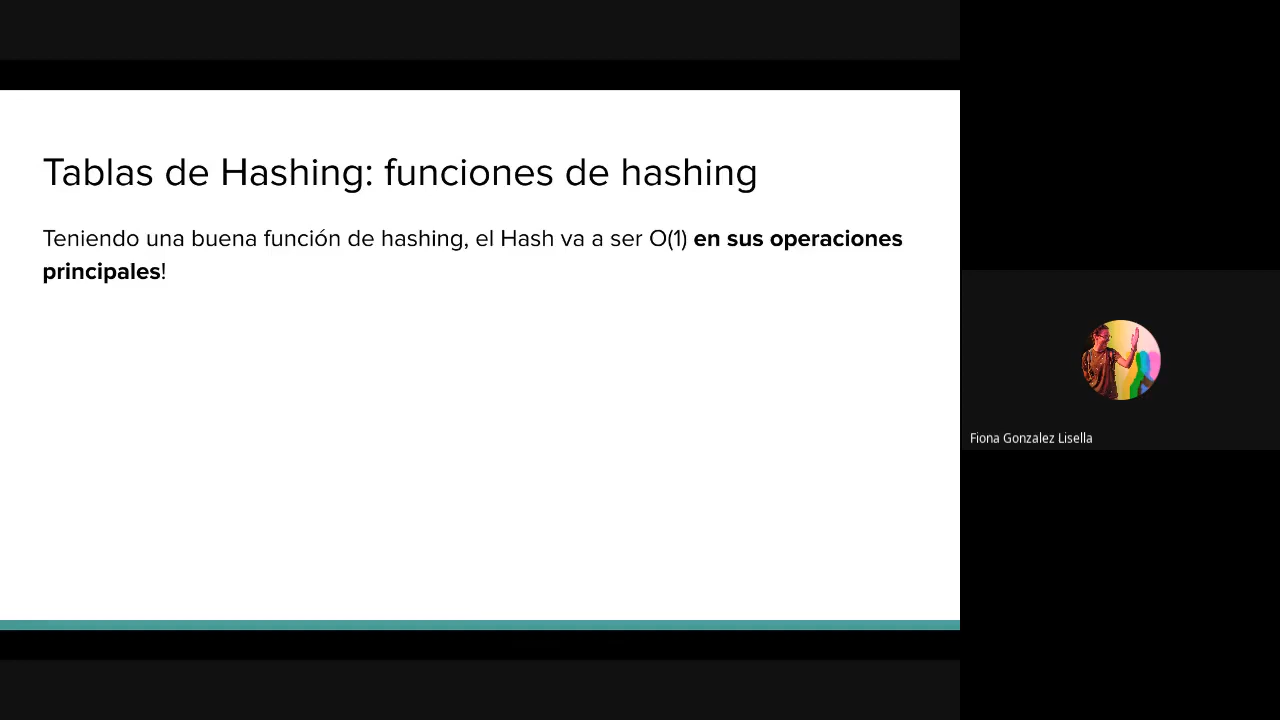 Tablas de Hashing: funciones de hashing
Teniendo una buena función de hashing, el Hash va a ser O(1) en sus operaciones
principales!
Fiona Gonzalez Lisella